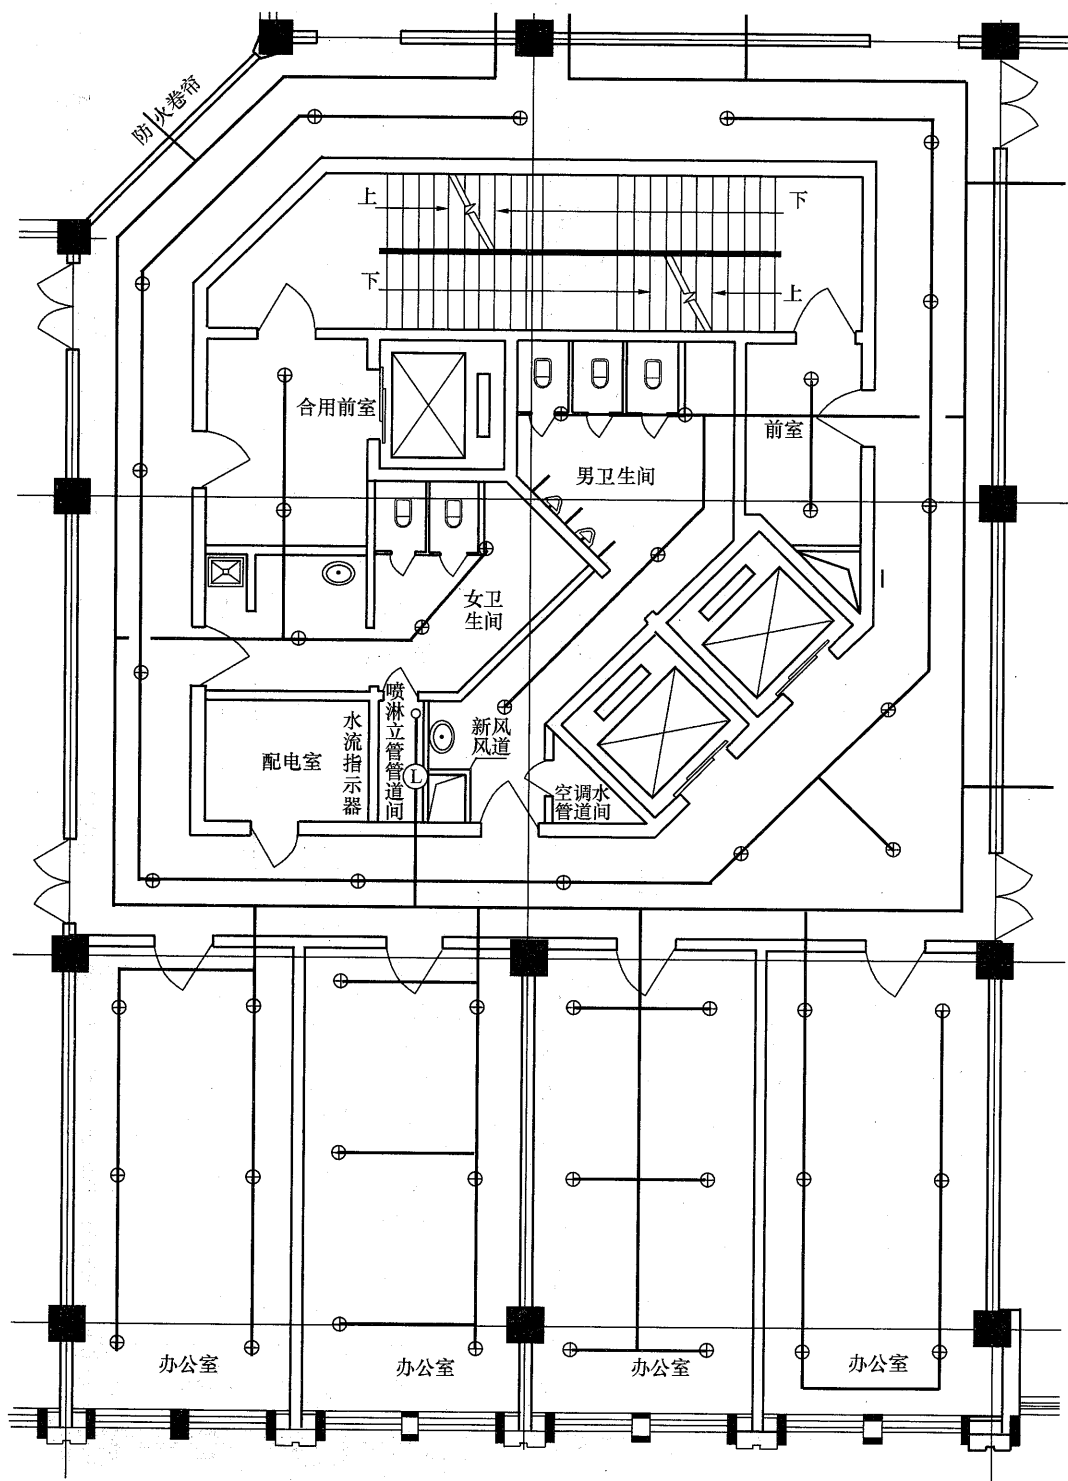 防火卷帘
上
下
下
上
合用前室
前室
男卫生间
女卫
生间
喷淋立管管道间
水流指示器
新风
风道
配电室
L
空调水
管道间
办公室
办公室
办公室
办公室